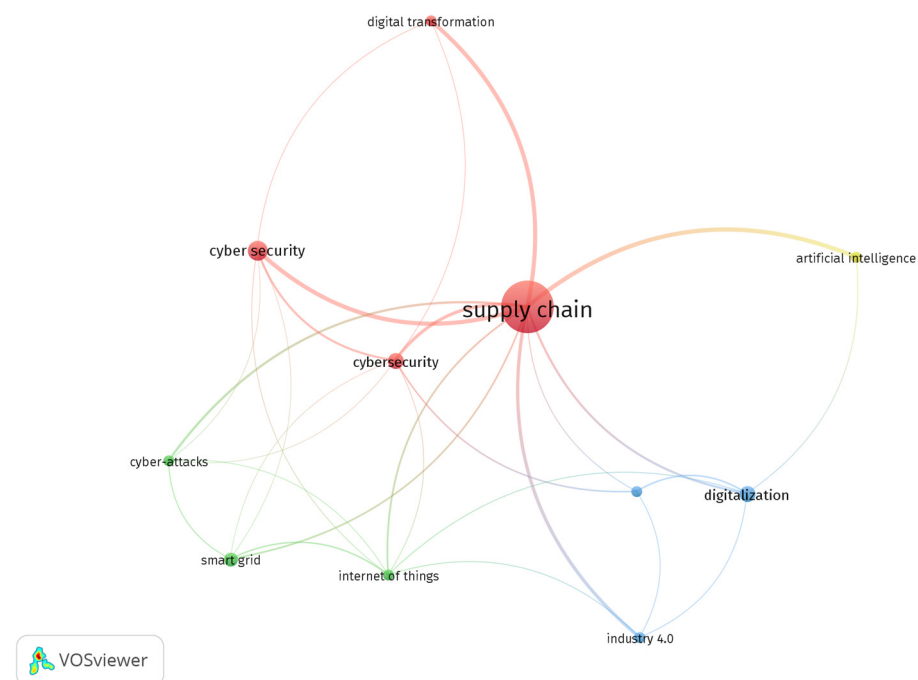 digital transformation
cyber security
artificial intelligence
supply chain
cybersecurity
cyber-attacks
digitalization
smart grid
internet of things
industry 4.0
VOSviewer